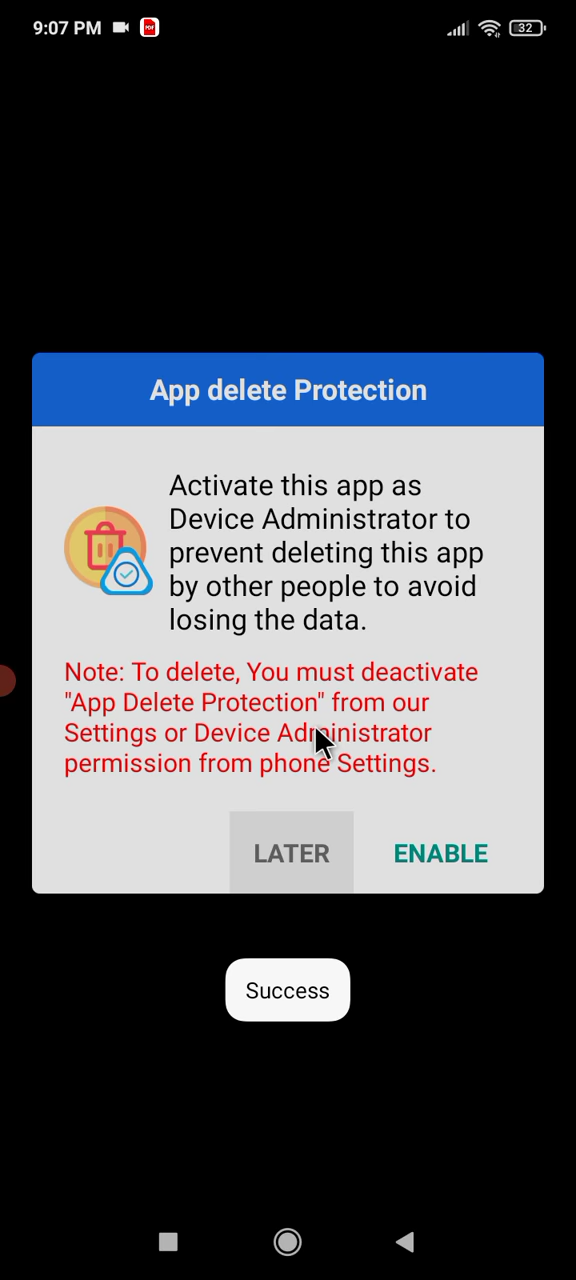 9:07 PM
PDF
32
App delete Protection
Activate this app as
Device Administrator to
prevent deleting this app
by other people to avoid
losing the data.
Note: To delete, You must deactivate
"App Delete Protection" from our
Settings or Device Administrator
permission from phone Settings.
LATER ENABLE
Success